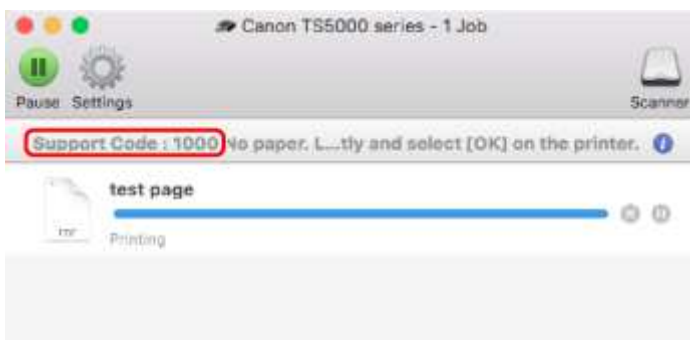 Canon TS5000 series - 1 Job
Pause Settings
Scanner
Support Code : 1000 No paper. L...tly and select [OK] on the printer.
test page
Printing